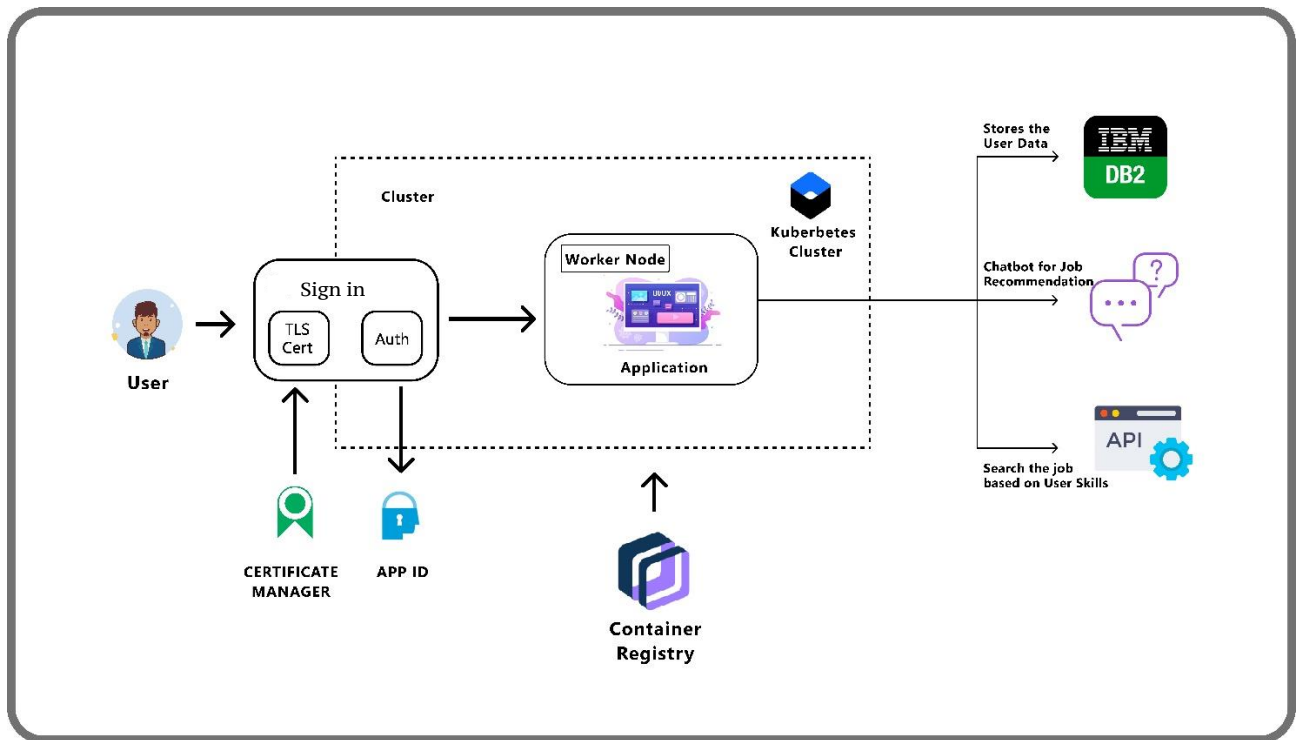 Stores the
User Data
IBM
DB2
Cluster
Kuberbetes
Cluster
Worker Node
UI/UX
Application
Chatbot for Job
Recommendation
?
Sign in
TLS
Cert
Auth
User
API
Search the job
based on User Skills
CERTIFICATE
MANAGER
APP ID
Container
Registry